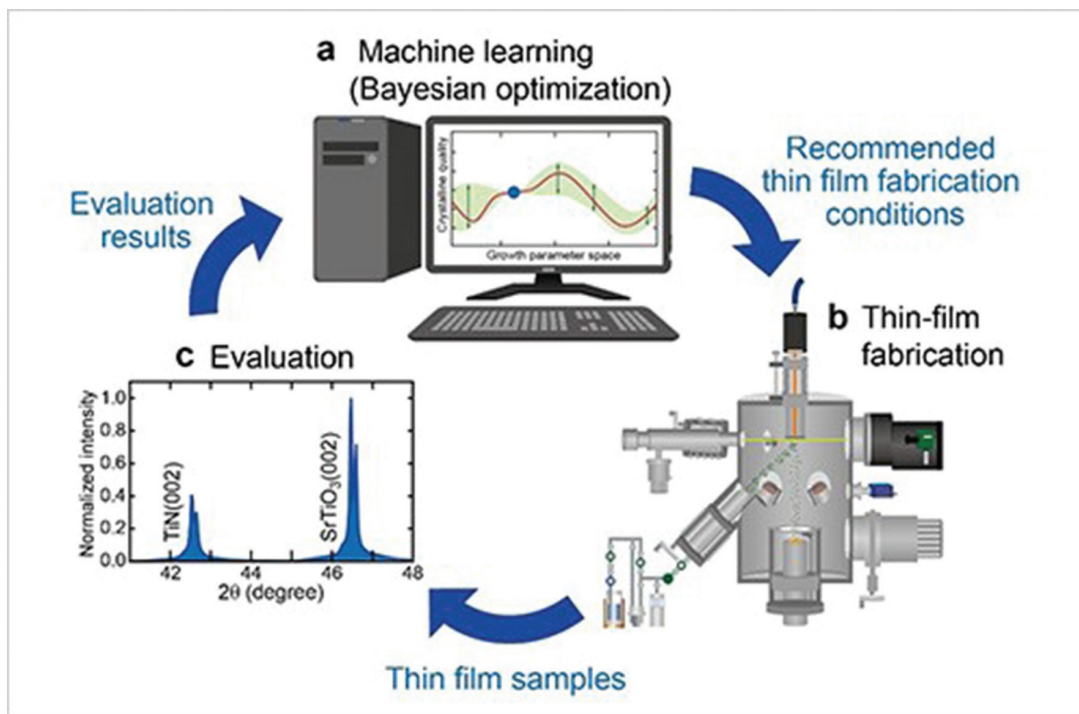 a Machine learning
(Bayesian optimization)
Crystalline quality
Growth parameter space
Recommended
thin film fabrication
conditions
Evaluation
results
b Thin-film
fabrication
c Evaluation
Normalized intensity
1.0
0.8
0.6
0.4
0.2
0.0
TiN(002)
SrTiO₃(002)
42 44 46 48
2θ (degree)
Thin film samples